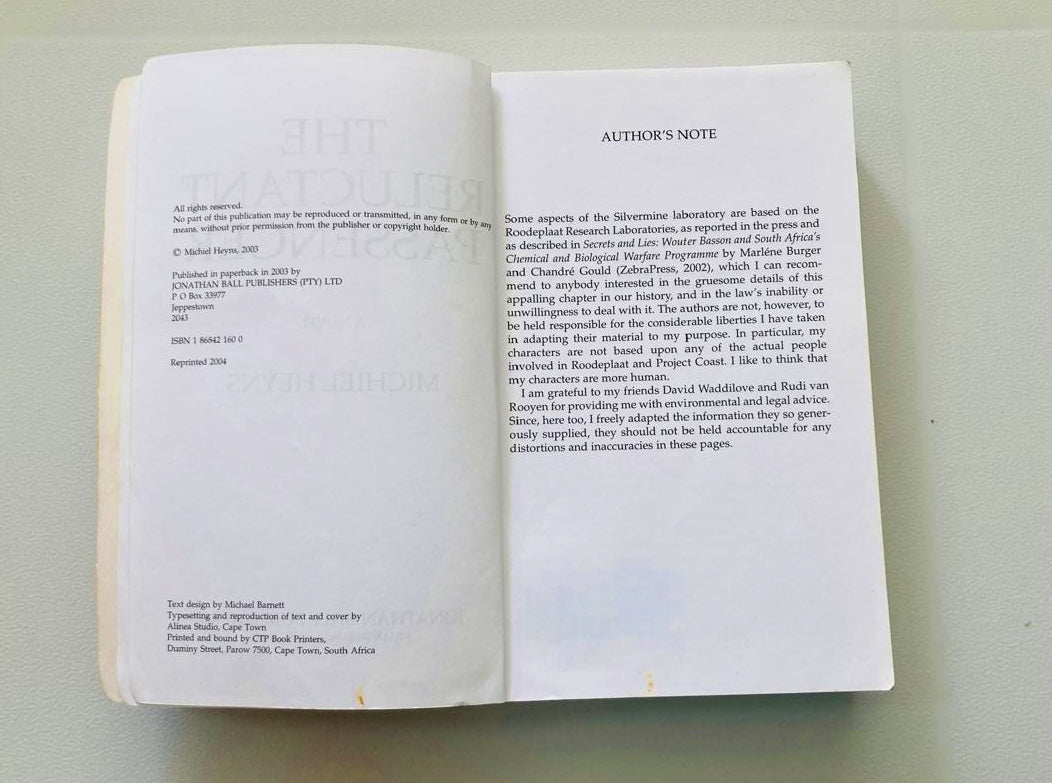 All rights reserved.
No part of this publication may be reproduced or transmitted, in any form or by any
means, without prior permission from the publisher or copyright holder.
© Michiel Heyns, 2003
Published in paperback in 2003 by
JONATHAN BALL PUBLISHERS (PTY) LTD
P O Box 33977
Jeppestown
2043
ISBN 1 86842 160 0
Reprinted 2004
Text design by Michael Barnett
Typesetting and reproduction of text and cover by
Alinea Studio, Cape Town
Printed and bound by CTP Book Printers,
Duminy Street, Parow 7500, Cape Town, South Africa
AUTHOR'S NOTE
Some aspects of the Silvermine laboratory are based on the
Roodeplaat Research Laboratories, as reported in the press and
as described in Secrets and Lies: Wouter Basson and South Africa's
Chemical and Biological Warfare Programme by Marléne Burger
and Chandré Gould (ZebraPress, 2002), which I can recom-
mend to anybody interested in the gruesome details of this
appalling chapter in our history, and in the law's inability or
unwillingness to deal with it. The authors are not, however, to
be held responsible for the considerable liberties I have taken
in adapting their material to my purpose. In particular, my
characters are not based upon any of the actual people
involved in Roodeplaat and Project Coast. I like to think that
my characters are more human.
I am grateful to my friends David Waddilove and Rudi van
Rooyen for providing me with environmental and legal advice.
Since, here too, I freely adapted the information they so gener-
ously supplied, they should not be held accountable for any
distortions and inaccuracies in these pages.